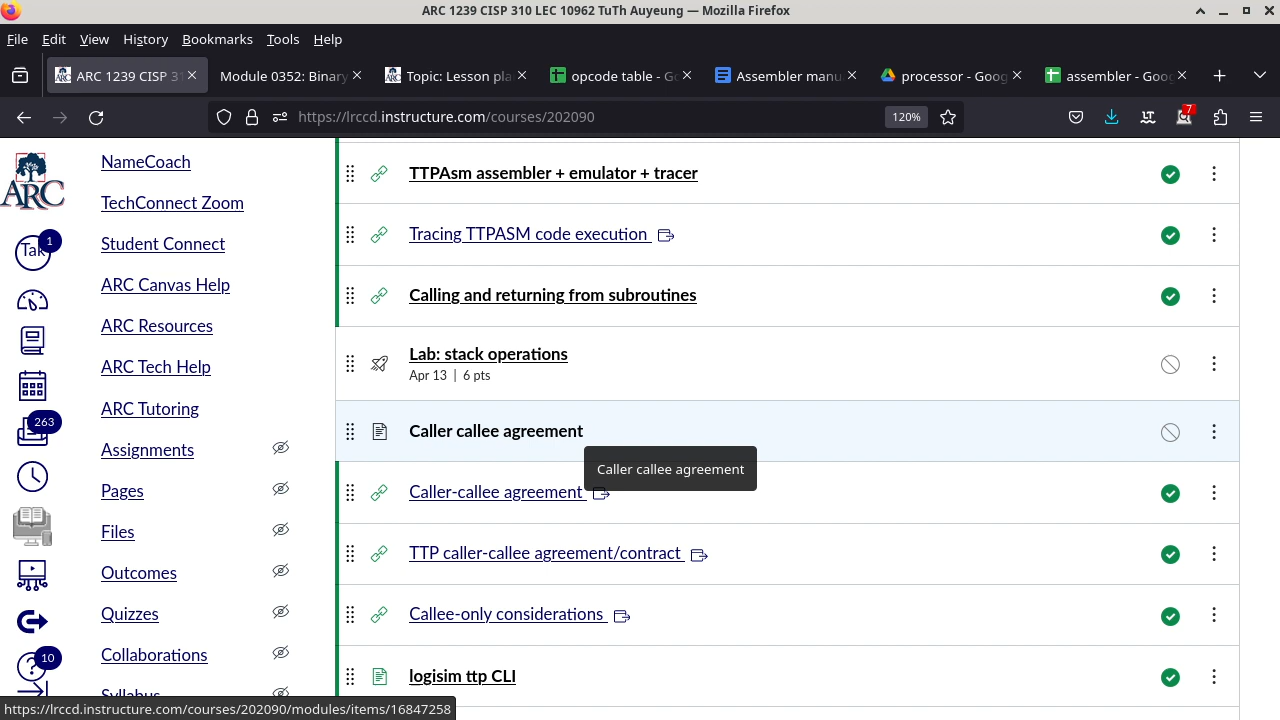 ARC 1239 CISP 310 LEC 10962 TuTh Auyeung — Mozilla Firefox
File Edit View History Bookmarks Tools Help
ARC 1239 CISP 31 Module 0352: Binary Topic: Lesson pla opcode table - Go Assembler manu processor - Goog assembler - Goog
https://lrccd.instructure.com/courses/202090 120% 7
ARC
Tak 1
263
10
NameCoach
TechConnect Zoom
Student Connect
ARC Canvas Help
ARC Resources
ARC Tech Help
ARC Tutoring
Assignments
Pages
Files
Outcomes
Quizzes
Collaborations
Syllabus
TTPAsm assembler + emulator + tracer
Tracing TTPASM code execution
Calling and returning from subroutines
Lab: stack operations
Apr 13 | 6 pts
Caller callee agreement
Caller callee agreement
Caller-callee agreement
TTP caller-callee agreement/contract
Callee-only considerations
logisim ttp CLI
https://lrccd.instructure.com/courses/202090/modules/items/16847258